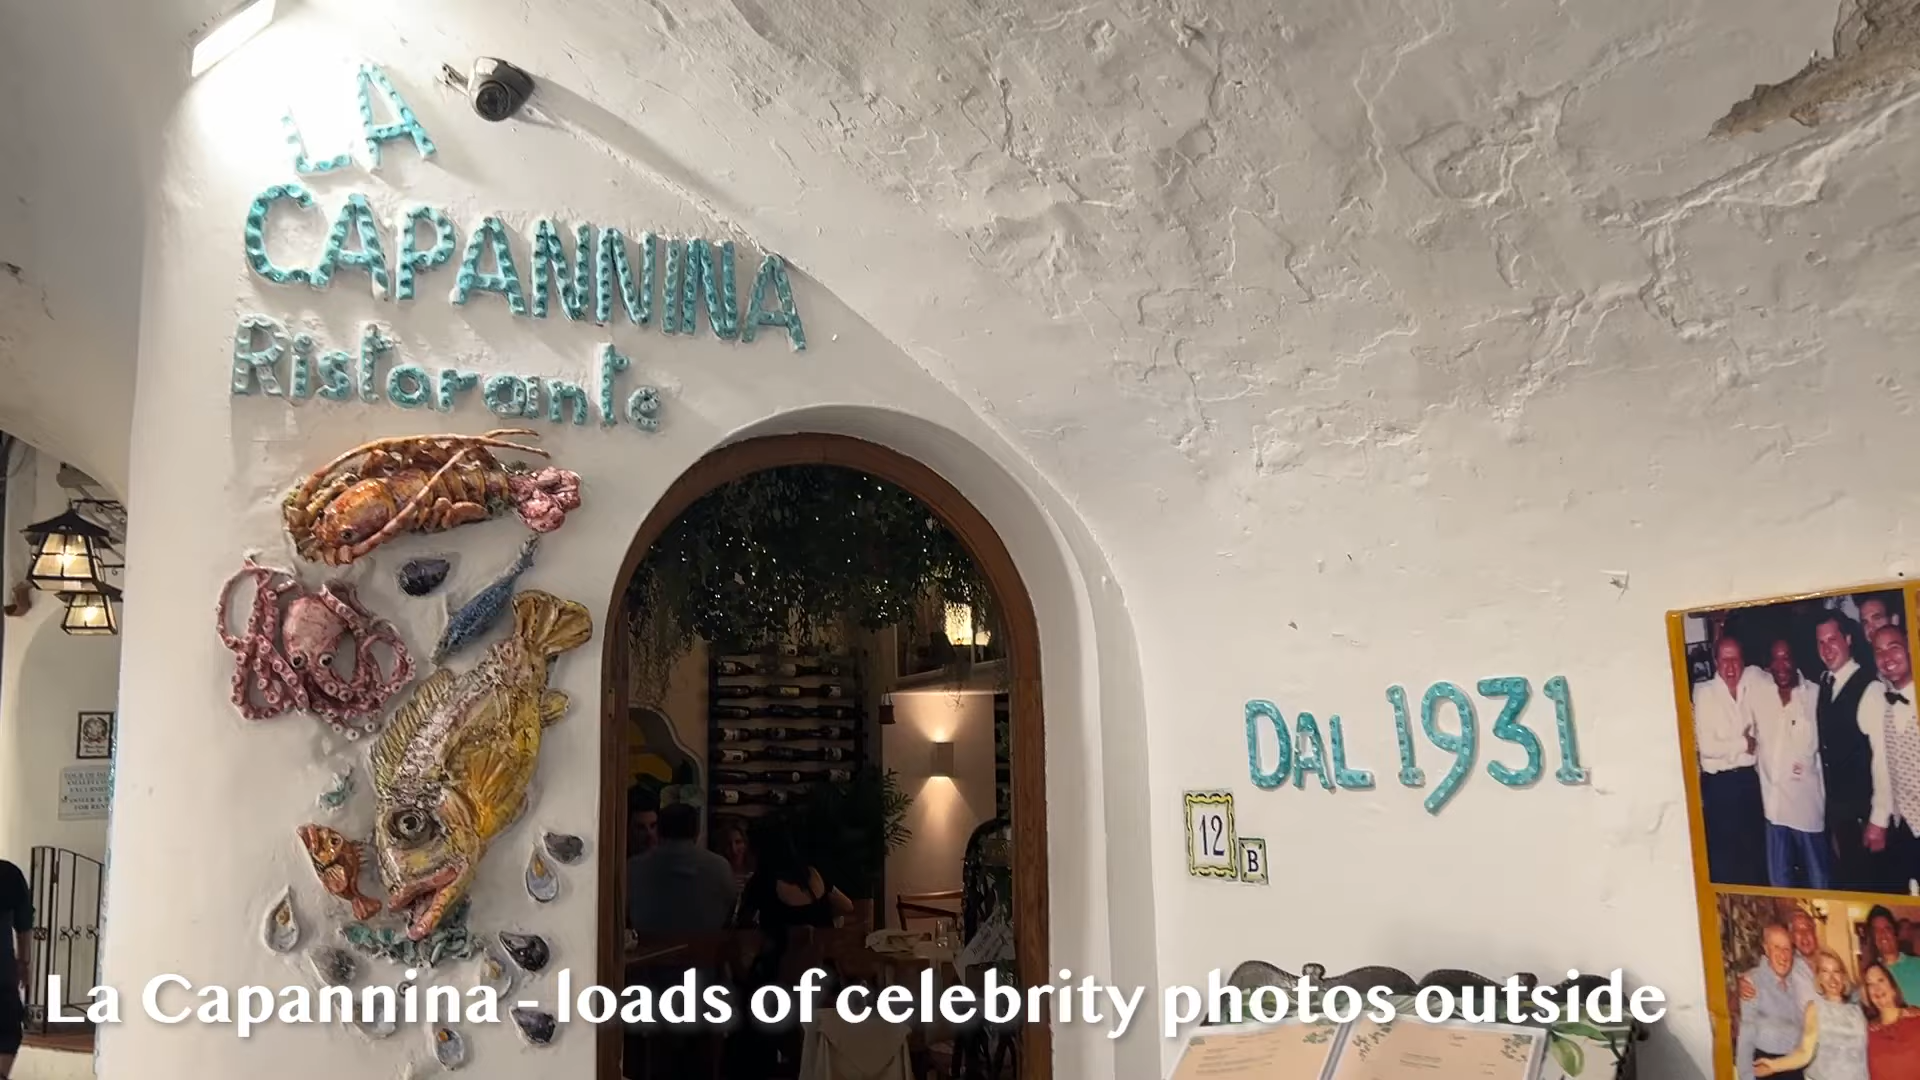 LA
CAPANNINA
Ristorante
DAL 1931
12
B
La Capannina - loads of celebrity photos outside